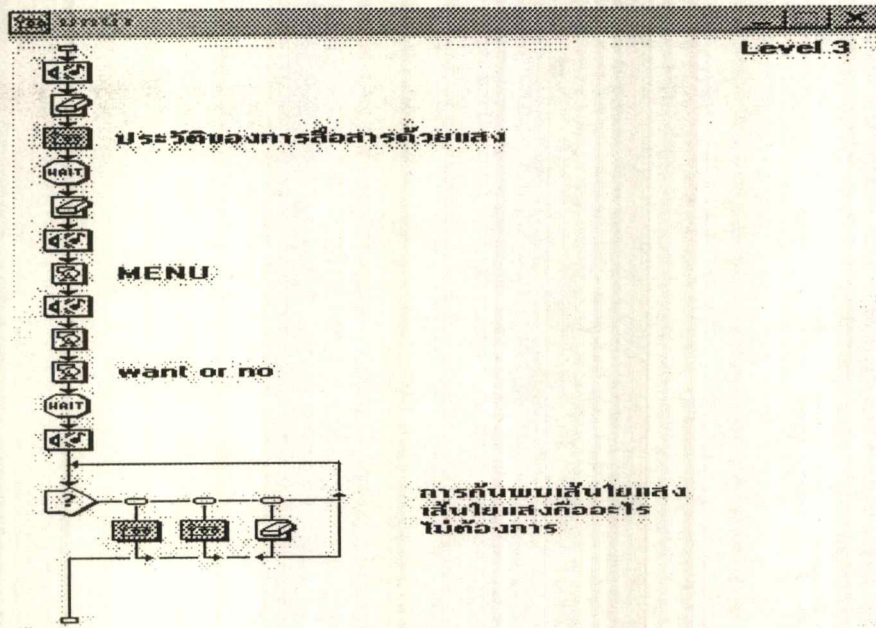 Level 3
ประวัติของการสื่อสารด้วยแสง
WAIT
MENU
want or no
WAIT
?
การค้นพบเส้นใยแสง
เส้นใยแสงคืออะไร
ไม่ต้องการ